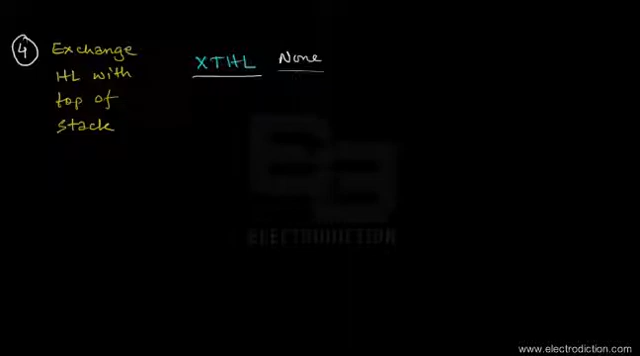 4 Exchange
HL with
top of
stack
XTHL None
ELECTRODICTION
www.electrodiction.com